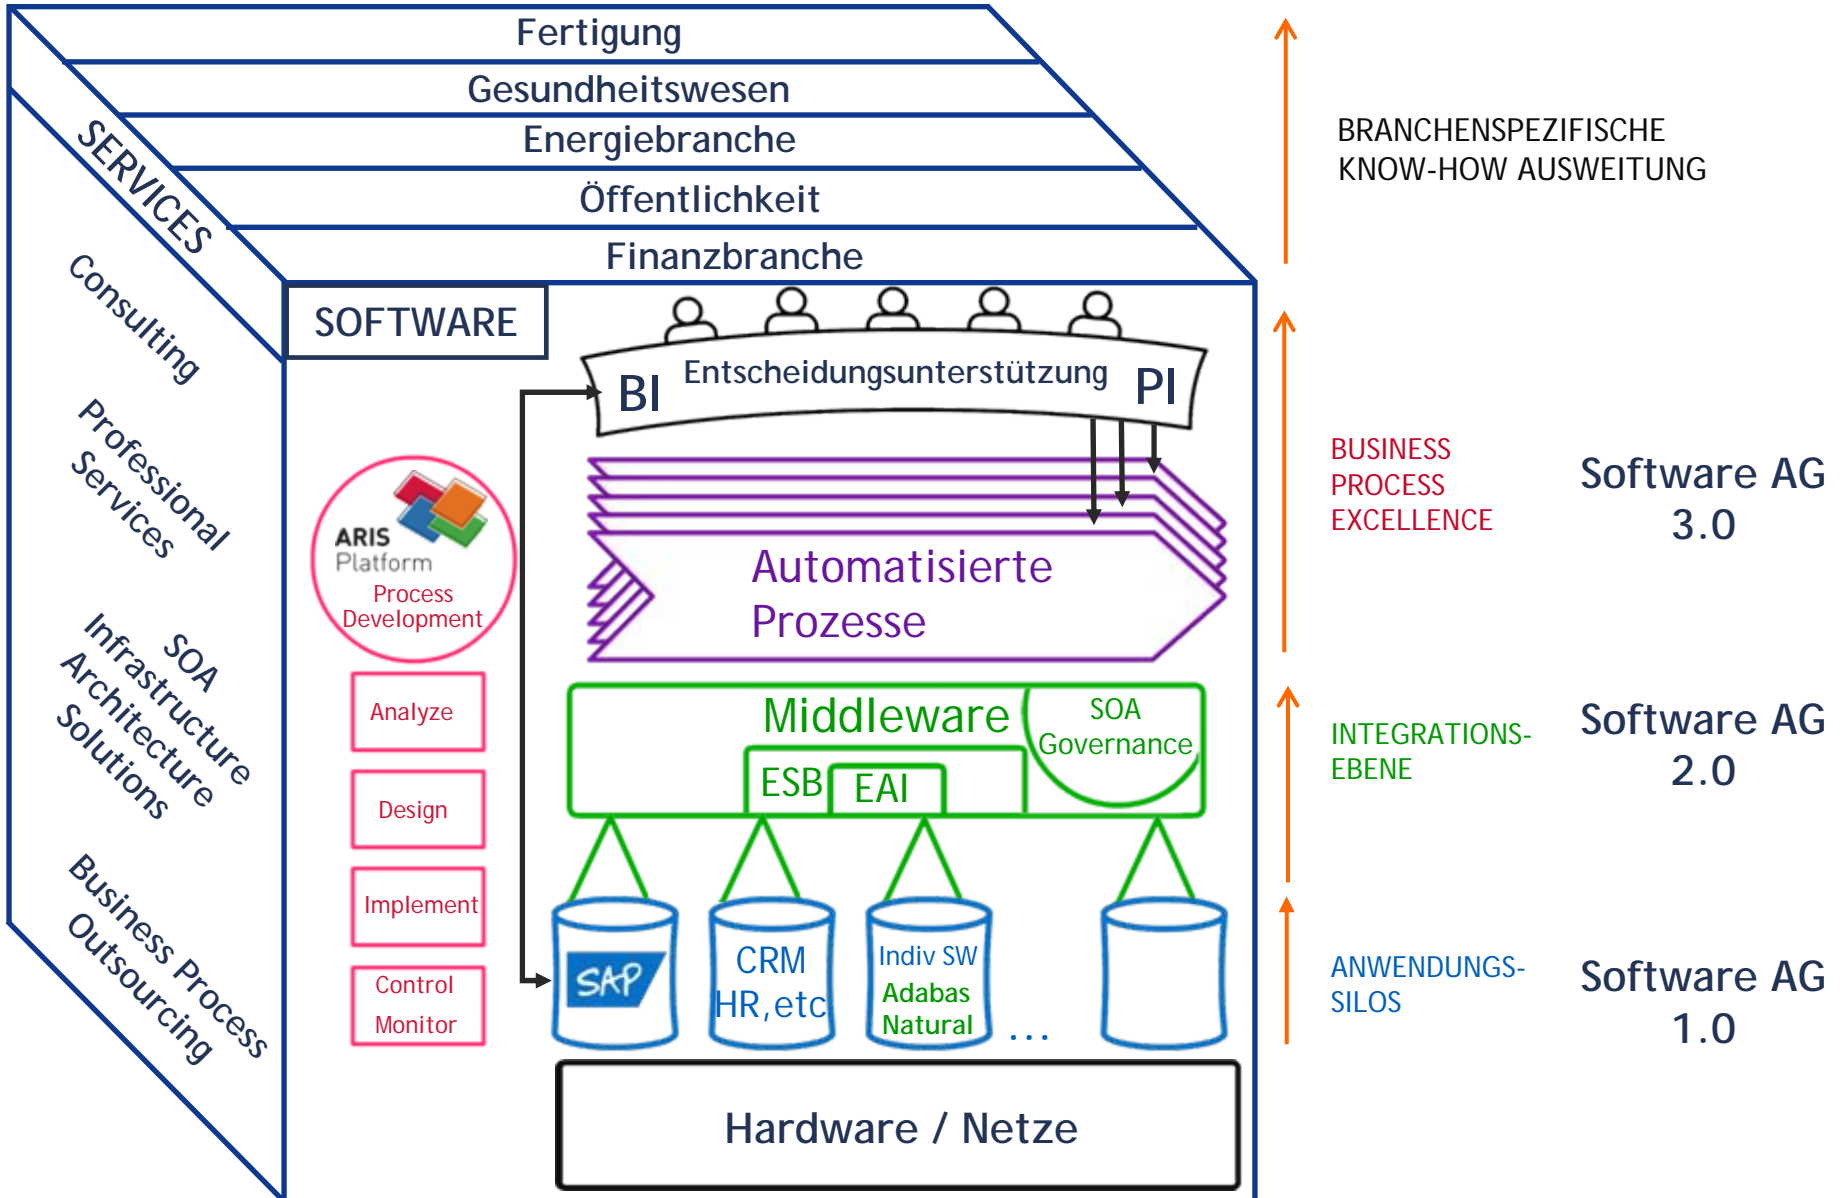 Fertigung
Gesundheitswesen
Energiebranche
Öffentlichkeit
Finanzbranche
SERVICES
Consulting
Professional
Services
SOA
Infrastructure
Architecture
Solutions
Business Process
Outsourcing
SOFTWARE
BI
Entscheidungsunterstützung
PI
ARIS
Platform
Process
Development
Analyze
Design
Implement
Control
Monitor
Automatisierte
Prozesse
Middleware
SOA
Governance
ESB
EAI
SAP
CRM
HR,etc
Indiv SW
Adabas
Natural
...
Hardware / Netze
BRANCHENSPEZIFISCHE
KNOW-HOW AUSWEITUNG
BUSINESS
PROCESS
EXCELLENCE
Software AG
3.0
INTEGRATIONS-
EBENE
Software AG
2.0
ANWENDUNGS-
SILOS
Software AG
1.0